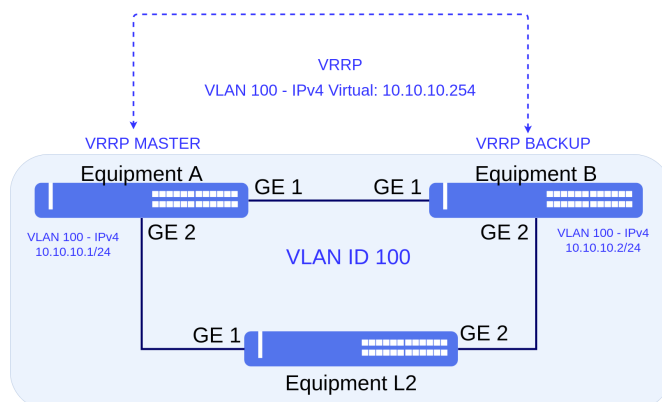 VRRP
VLAN 100 - IPv4 Virtual: 10.10.10.254
VRRP MASTER
VRRP BACKUP
Equipment A
Equipment B
GE 1
GE 1
VLAN 100 - IPv4
10.10.10.1/24
GE 2
GE 2
VLAN 100 - IPv4
10.10.10.2/24
VLAN ID 100
GE 1
GE 2
Equipment L2